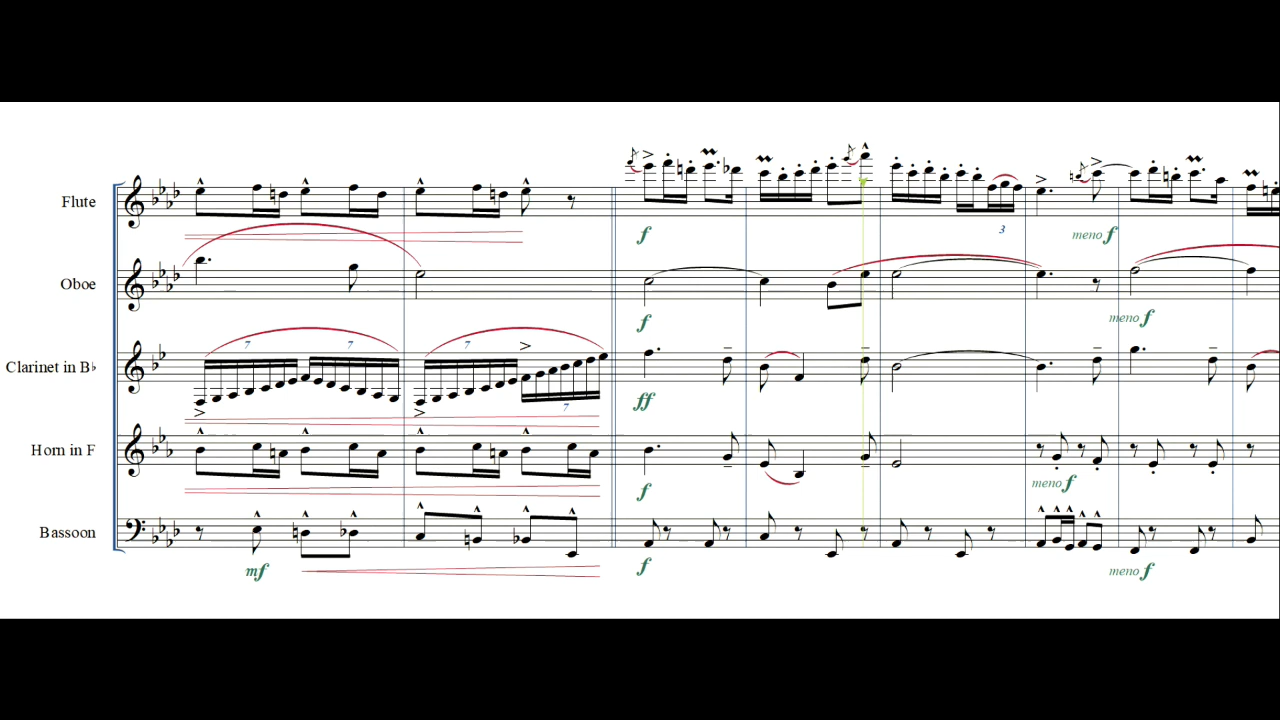 Flute
f
3
meno f
Oboe
f
meno f
Clarinet in B♭
7
7
7
7
ff
Horn in F
f
meno f
Bassoon
mf
f
meno f